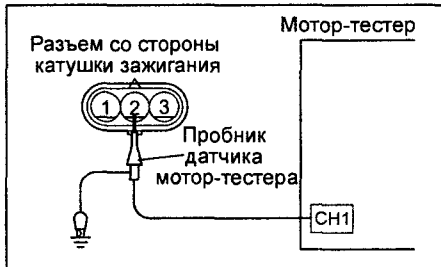 Мотор-тестер
Разъем со стороны
катушки зажигания
1 2 3
Пробник
датчика
мотор-тестера
CH1